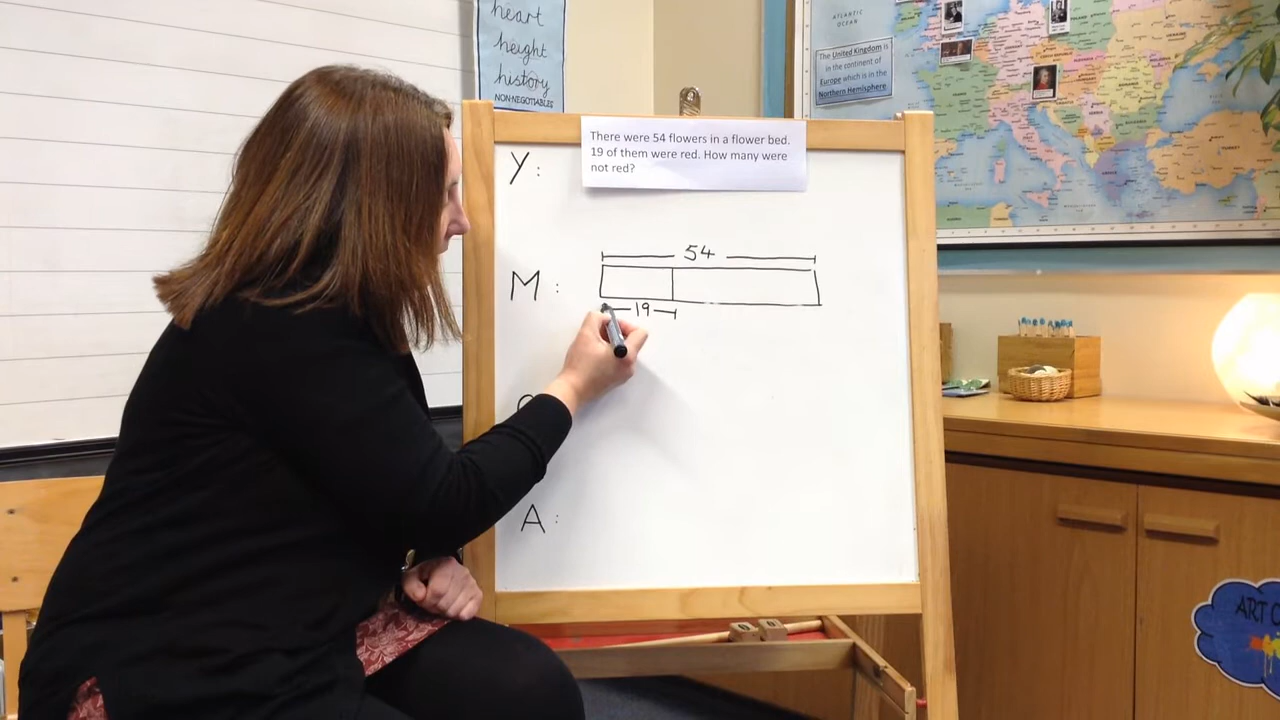 heart
height
history
NON-NEGOTIABLES
ATLANTIC
OCEAN
The United Kingdom is
in the continent of
Europe which is in the
Northern Hemisphere
TURKEY
There were 54 flowers in a flower bed.
19 of them were red. How many were
not red?
Y:
54
M:
19
A:
ART